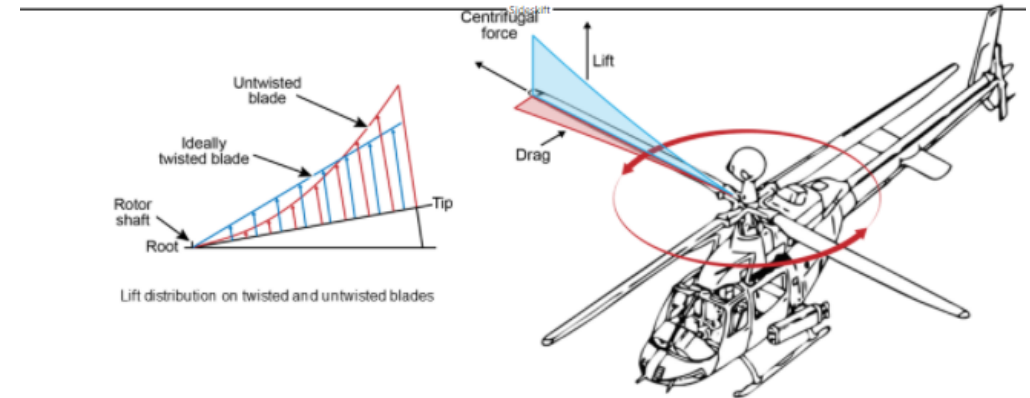 Sideskift
Centrifugal
force
Lift
Drag
Untwisted
blade
Ideally
twisted blade
Rotor
shaft
Root
Tip
Lift distribution on twisted and untwisted blades